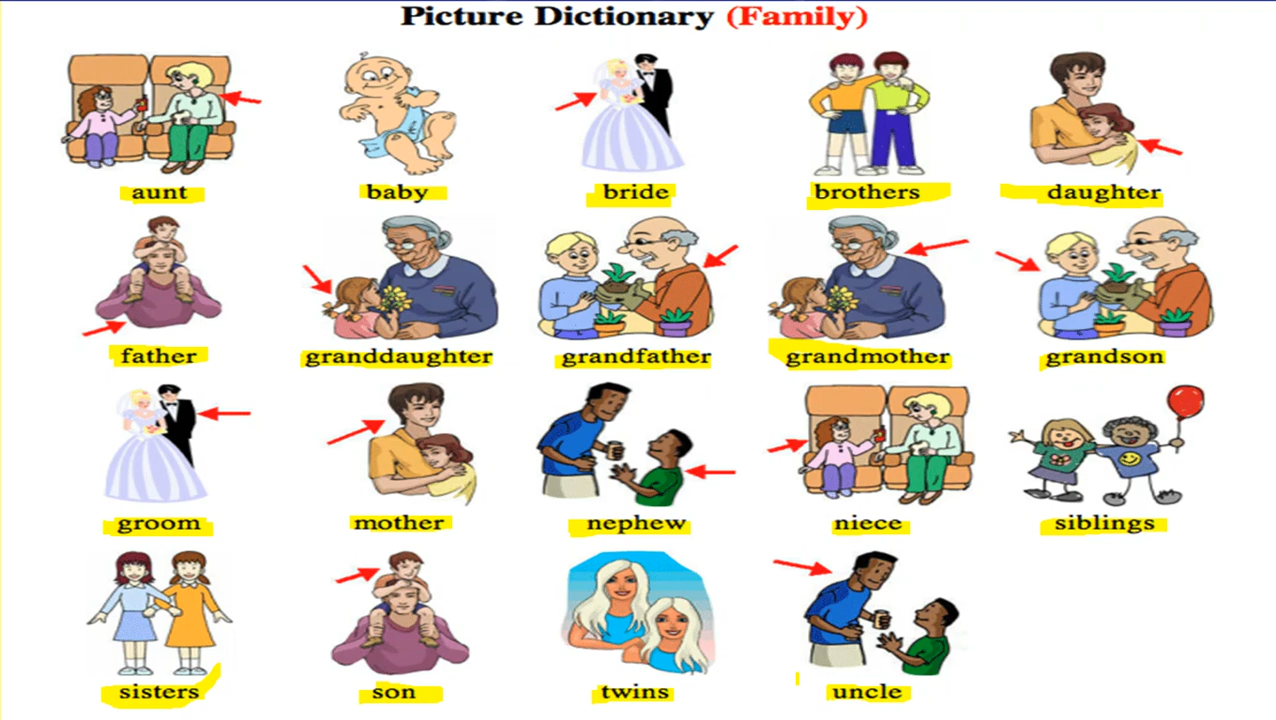 Picture Dictionary (Family)
aunt baby bride brothers daughter
father granddaughter grandfather grandmother grandson
groom mother nephew niece siblings
sisters son twins uncle